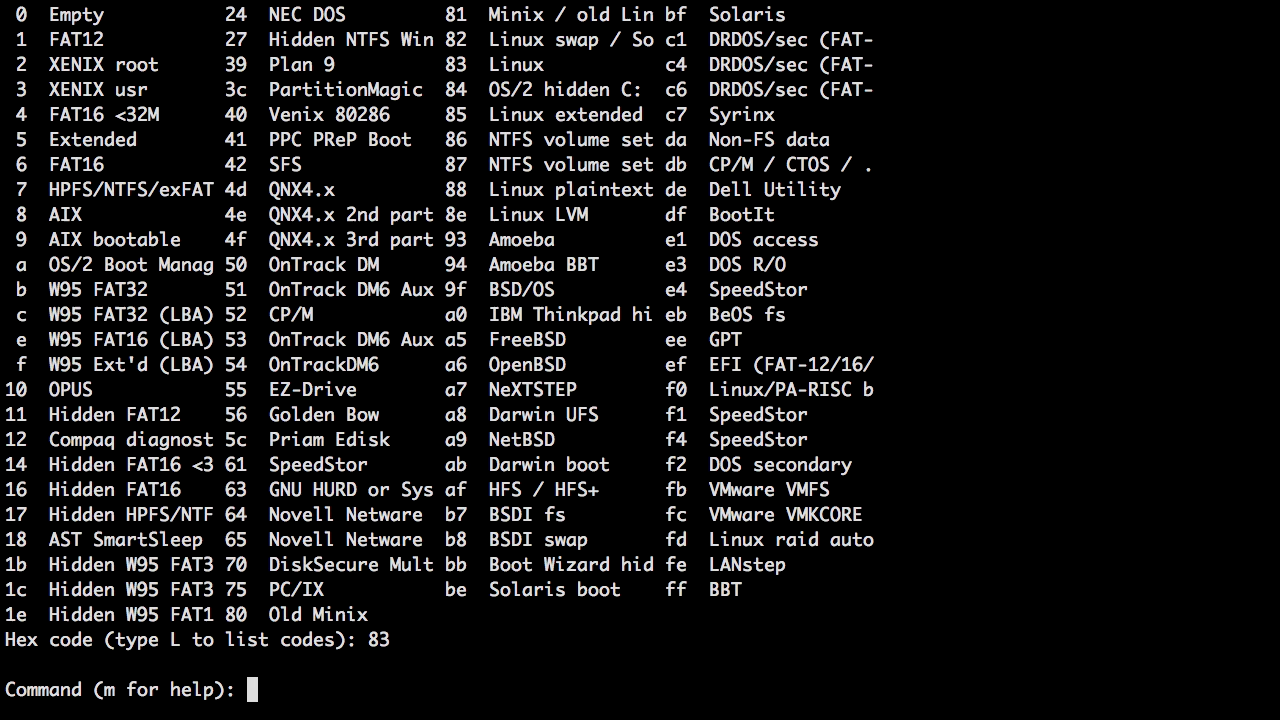 0 Empty 24 NEC DOS 81 Minix / old Lin bf Solaris
1 FAT12 27 Hidden NTFS Win 82 Linux swap / So c1 DRDOS/sec (FAT-
2 XENIX root 39 Plan 9 83 Linux c4 DRDOS/sec (FAT-
3 XENIX usr 3c PartitionMagic 84 OS/2 hidden C: c6 DRDOS/sec (FAT-
4 FAT16 <32M 40 Venix 80286 85 Linux extended c7 Syrinx
5 Extended 41 PPC PReP Boot 86 NTFS volume set da Non-FS data
6 FAT16 42 SFS 87 NTFS volume set db CP/M / CTOS / .
7 HPFS/NTFS/exFAT 4d QNX4.x 88 Linux plaintext de Dell Utility
8 AIX 4e QNX4.x 2nd part 8e Linux LVM df BootIt
9 AIX bootable 4f QNX4.x 3rd part 93 Amoeba e1 DOS access
a OS/2 Boot Manag 50 OnTrack DM 94 Amoeba BBT e3 DOS R/O
b W95 FAT32 51 OnTrack DM6 Aux 9f BSD/OS e4 SpeedStor
c W95 FAT32 (LBA) 52 CP/M a0 IBM Thinkpad hi eb BeOS fs
e W95 FAT16 (LBA) 53 OnTrack DM6 Aux a5 FreeBSD ee GPT
f W95 Ext'd (LBA) 54 OnTrackDM6 a6 OpenBSD ef EFI (FAT-12/16/
10 OPUS 55 EZ-Drive a7 NeXTSTEP f0 Linux/PA-RISC b
11 Hidden FAT12 56 Golden Bow a8 Darwin UFS f1 SpeedStor
12 Compaq diagnost 5c Priam Edisk a9 NetBSD f4 SpeedStor
14 Hidden FAT16 <3 61 SpeedStor ab Darwin boot f2 DOS secondary
16 Hidden FAT16 63 GNU HURD or Sys af HFS / HFS+ fb VMware VMFS
17 Hidden HPFS/NTF 64 Novell Netware b7 BSDI fs fc VMware VMKCORE
18 AST SmartSleep 65 Novell Netware b8 BSDI swap fd Linux raid auto
1b Hidden W95 FAT3 70 DiskSecure Mult bb Boot Wizard hid fe LANstep
1c Hidden W95 FAT3 75 PC/IX be Solaris boot ff BBT
1e Hidden W95 FAT1 80 Old Minix
Hex code (type L to list codes): 83
Command (m for help):